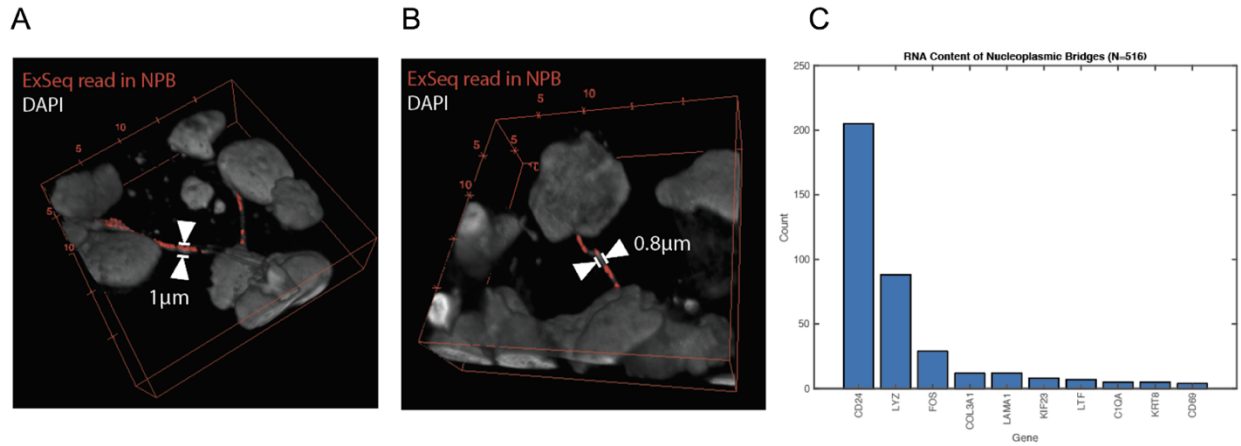 A
B
C
ExSeq read in NPB
DAPI
5
10
5
10
1µm
ExSeq read in NPB
DAPI
5
10
5
5
10
0.8µm
RNA Content of Nucleoplasmic Bridges (N=516)
250
200
150
100
50
0
Count
CD24
LYZ
FOS
COL3A1
LAMA1
KIF23
LTF
C1QA
KRT8
CD69
Gene